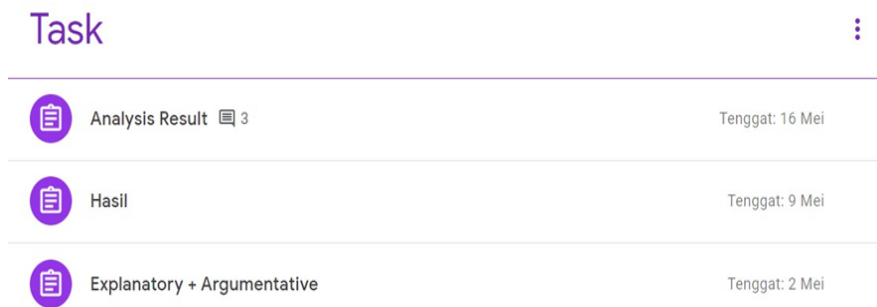 Task
Analysis Result 3 Tenggat: 16 Mei
Hasil Tenggat: 9 Mei
Explanatory + Argumentative Tenggat: 2 Mei